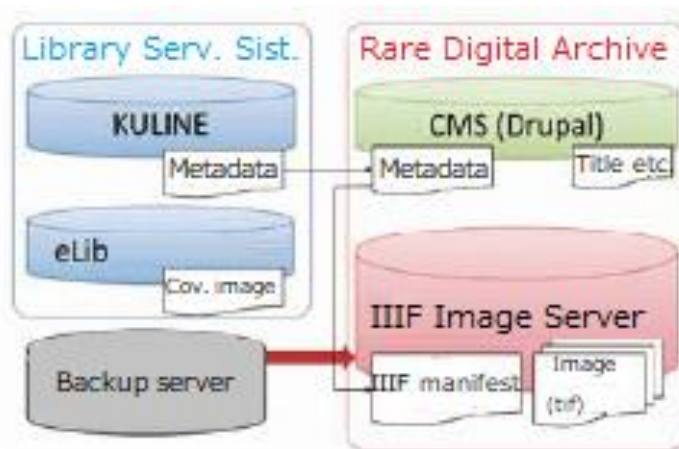 Library Serv. Sist.
KULINE
Metadata
eLib
Cov. image
Backup server
Rare Digital Archive
CMS (Drupal)
Metadata
Title etc
IIIF Image Server
IIIF manifest
Image
(tif)